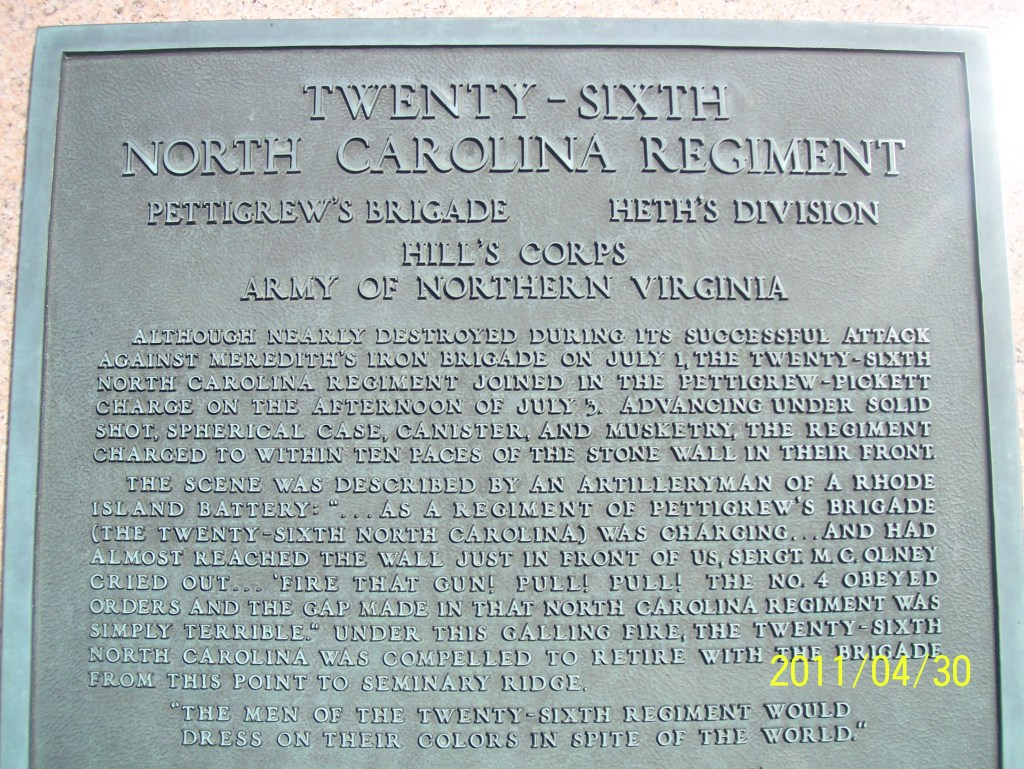 TWENTY-SIXTH
NORTH CAROLINA REGIMENT
PETTIGREW'S BRIGADE HETH'S DIVISION
HILL'S CORPS
ARMY OF NORTHERN VIRGINIA
ALTHOUGH NEARLY DESTROYED DURING ITS SUCCESSFUL ATTACK
AGAINST MEREDITH'S IRON BRIGADE ON JULY 1, THE TWENTY-SIXTH
NORTH CAROLINA REGIMENT JOINED IN THE PETTIGREW-PICKETT
CHARGE ON THE AFTERNOON OF JULY 3. ADVANCING UNDER SOLID
SHOT, SPHERICAL CASE, CANISTER, AND MUSKETRY, THE REGIMENT
CHARGED TO WITHIN TEN PACES OF THE STONE WALL IN THEIR FRONT.
THE SCENE WAS DESCRIBED BY AN ARTILLERYMAN OF A RHODE
ISLAND BATTERY: "...AS A REGIMENT OF PETTIGREW'S BRIGADE
(THE TWENTY-SIXTH NORTH CAROLINA) WAS CHARGING...AND HAD
ALMOST REACHED THE WALL JUST IN FRONT OF US, SERGT. M.C. OLNEY
CRIED OUT... 'FIRE THAT GUN! PULL! PULL! THE NO. 4 OBEYED
ORDERS AND THE GAP MADE IN THAT NORTH CAROLINA REGIMENT WAS
SIMPLY TERRIBLE." UNDER THIS GALLING FIRE, THE TWENTY-SIXTH
NORTH CAROLINA WAS COMPELLED TO RETIRE WITH THE BRIGADE
FROM THIS POINT TO SEMINARY RIDGE.
2011/04/30
"THE MEN OF THE TWENTY-SIXTH REGIMENT WOULD
DRESS ON THEIR COLORS IN SPITE OF THE WORLD."